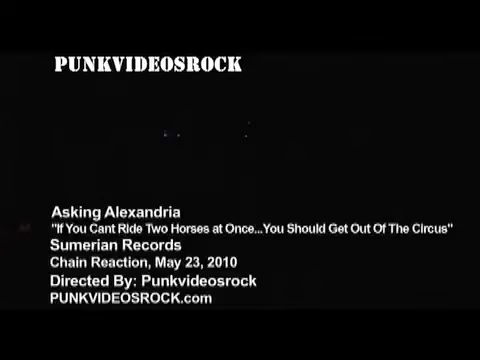 PUNKVIDEOSROCK
Asking Alexandria
"If You Cant Ride Two Horses at Once...You Should Get Out Of The Circus"
Sumerian Records
Chain Reaction, May 23, 2010
Directed By: Punkvideosrock
PUNKVIDEOSROCK.com